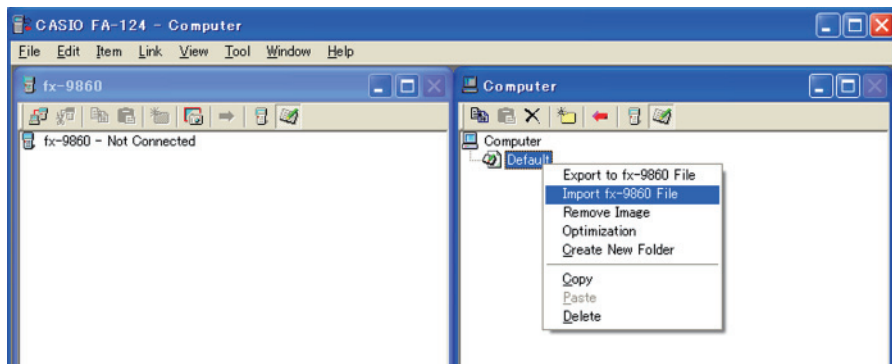 CASIO FA-124 - Computer
File Edit Item Link View Tool Window Help
fx-9860
fx-9860 - Not Connected
Computer
Computer
Default
Export to fx-9860 File
Import fx-9860 File
Remove Image
Optimization
Create New Folder
Copy
Paste
Delete